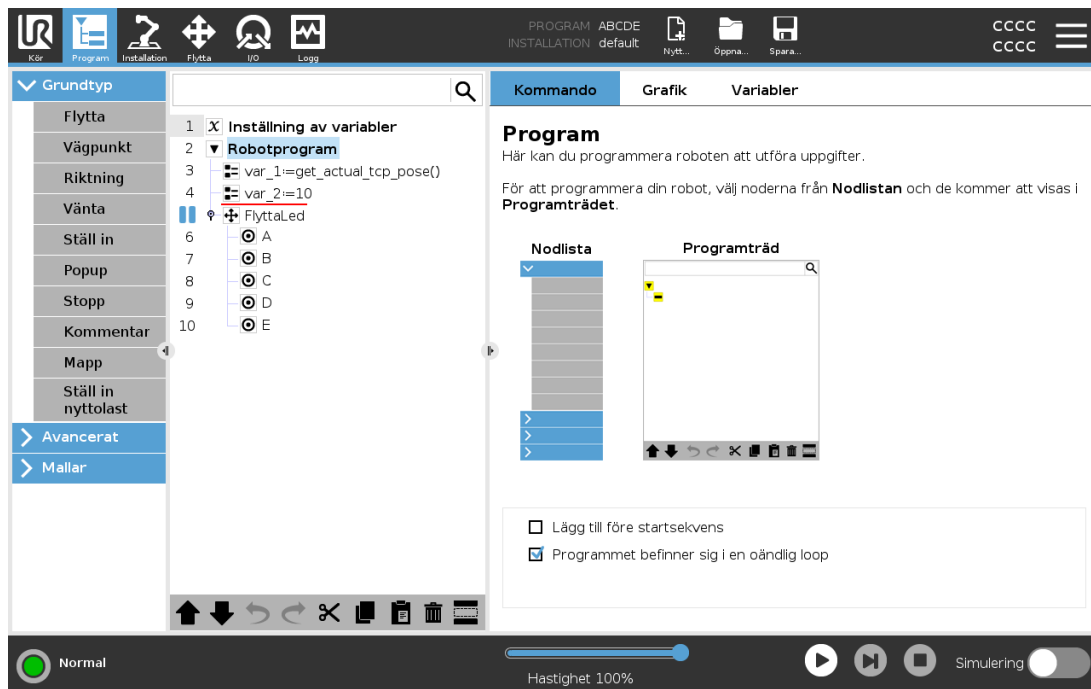 UR
Kör
Program
Installation
Flytta
I/O
Logg
PROGRAM ABCDE
INSTALLATION default
Nytt...
Öppna...
Spara...
CCCC
CCCC
Grundtyp
Flytta
Vägpunkt
Riktning
Vänta
Ställ in
Popup
Stopp
Kommentar
Mapp
Ställ in
nyttolast
Avancerat
Mallar
1 x Inställning av variabler
2 Robotprogram
3 var_1:=get_actual_tcp_pose()
4 var_2:=10
FlyttaLed
6 A
7 B
8 C
9 D
10 E
Kommando Grafik Variabler
Program
Här kan du programmera roboten att utföra uppgifter.
För att programmera din robot, välj noderna från Nodlistan och de kommer att visas i
Programträdet.
Nodlista
Programträd
Lägg till före startsekvens
Programmet befinner sig i en oändlig loop
Normal
Hastighet 100%
Simulering